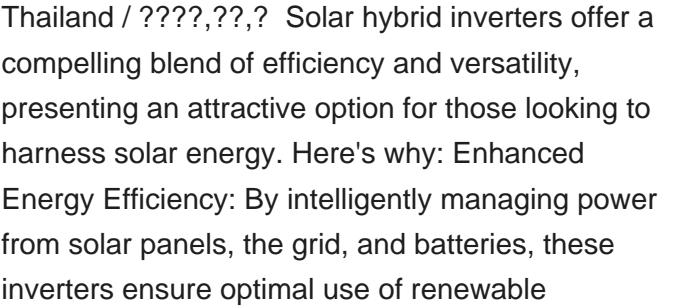 Thailand / ????,??,?  Solar hybrid inverters offer a
compelling blend of efficiency and versatility,
presenting an attractive option for those looking to
harness solar energy. Here's why: Enhanced
Energy Efficiency: By intelligently managing power
from solar panels, the grid, and batteries, these
inverters ensure optimal use of renewable